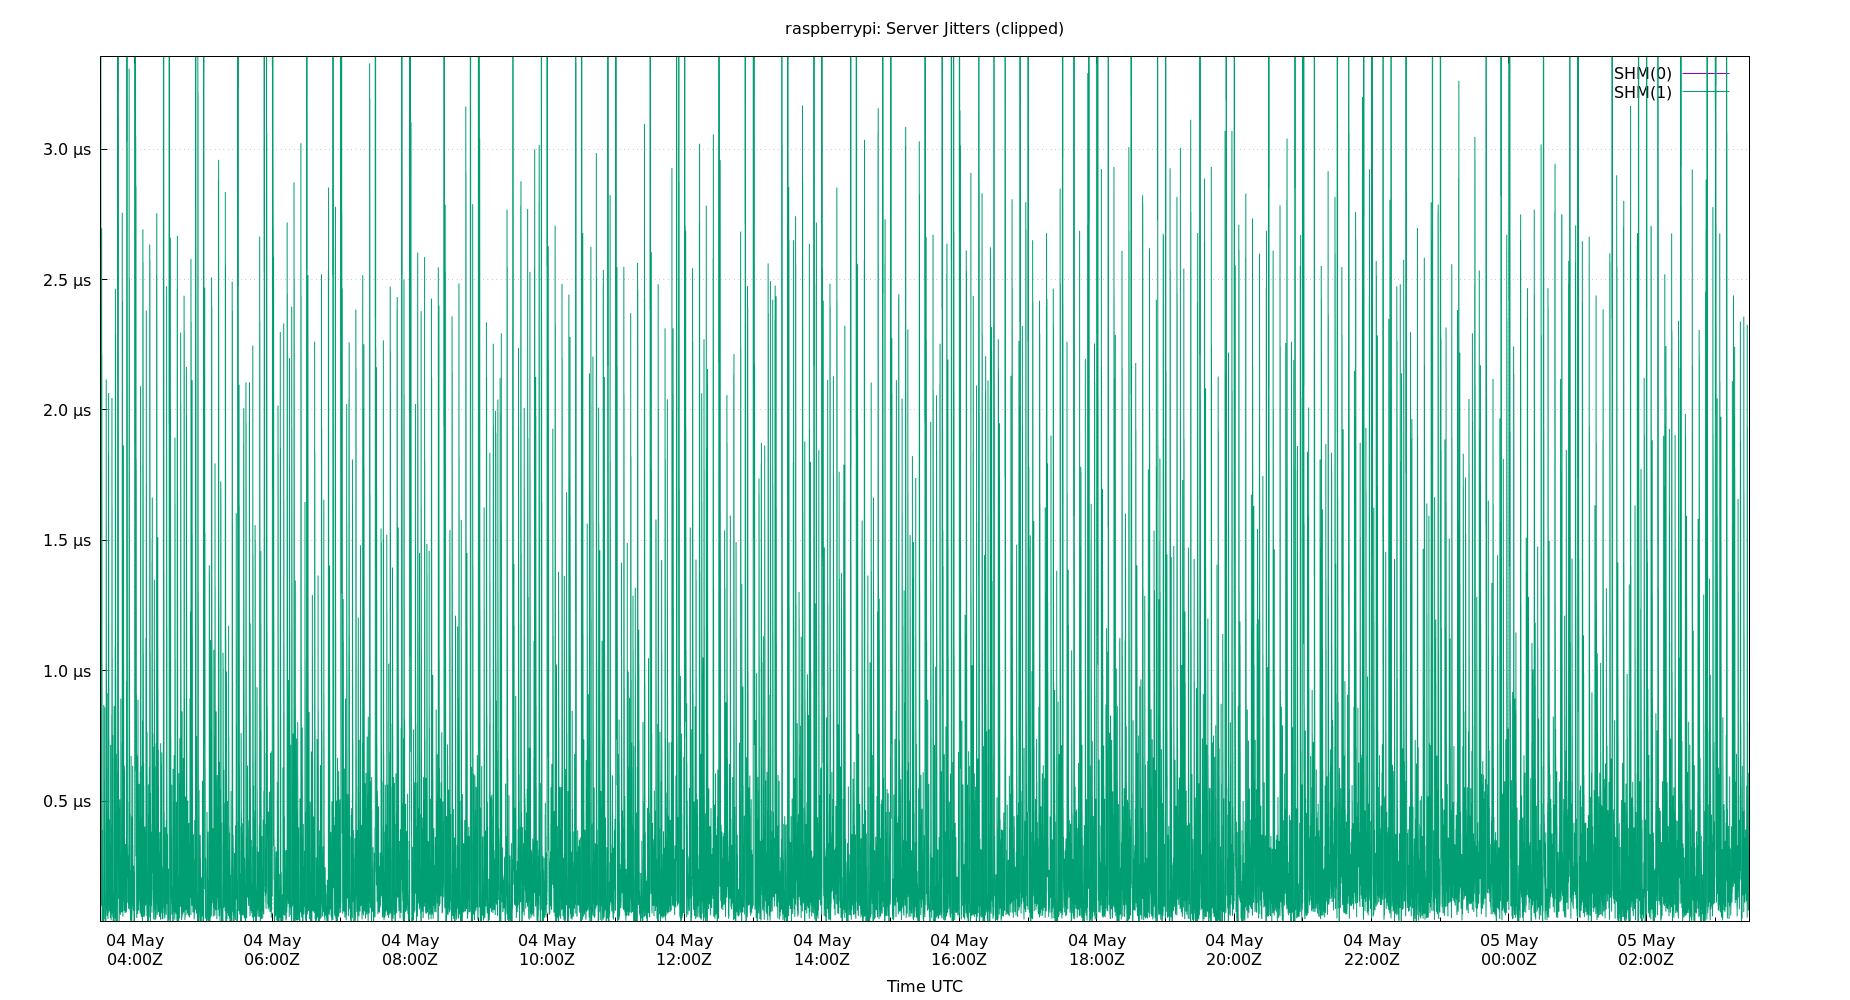 raspberrypi: Server Jitters (clipped)
SHM(0)
SHM(1)
3.0 µs
2.5 µs
2.0 µs
1.5 µs
1.0 µs
0.5 µs
04 May 04 May 04 May 04 May 04 May 04 May 04 May 04 May 04 May 04 May 05 May 05 May
04:00Z 06:00Z 08:00Z 10:00Z 12:00Z 14:00Z 16:00Z 18:00Z 20:00Z 22:00Z 00:00Z 02:00Z
Time UTC